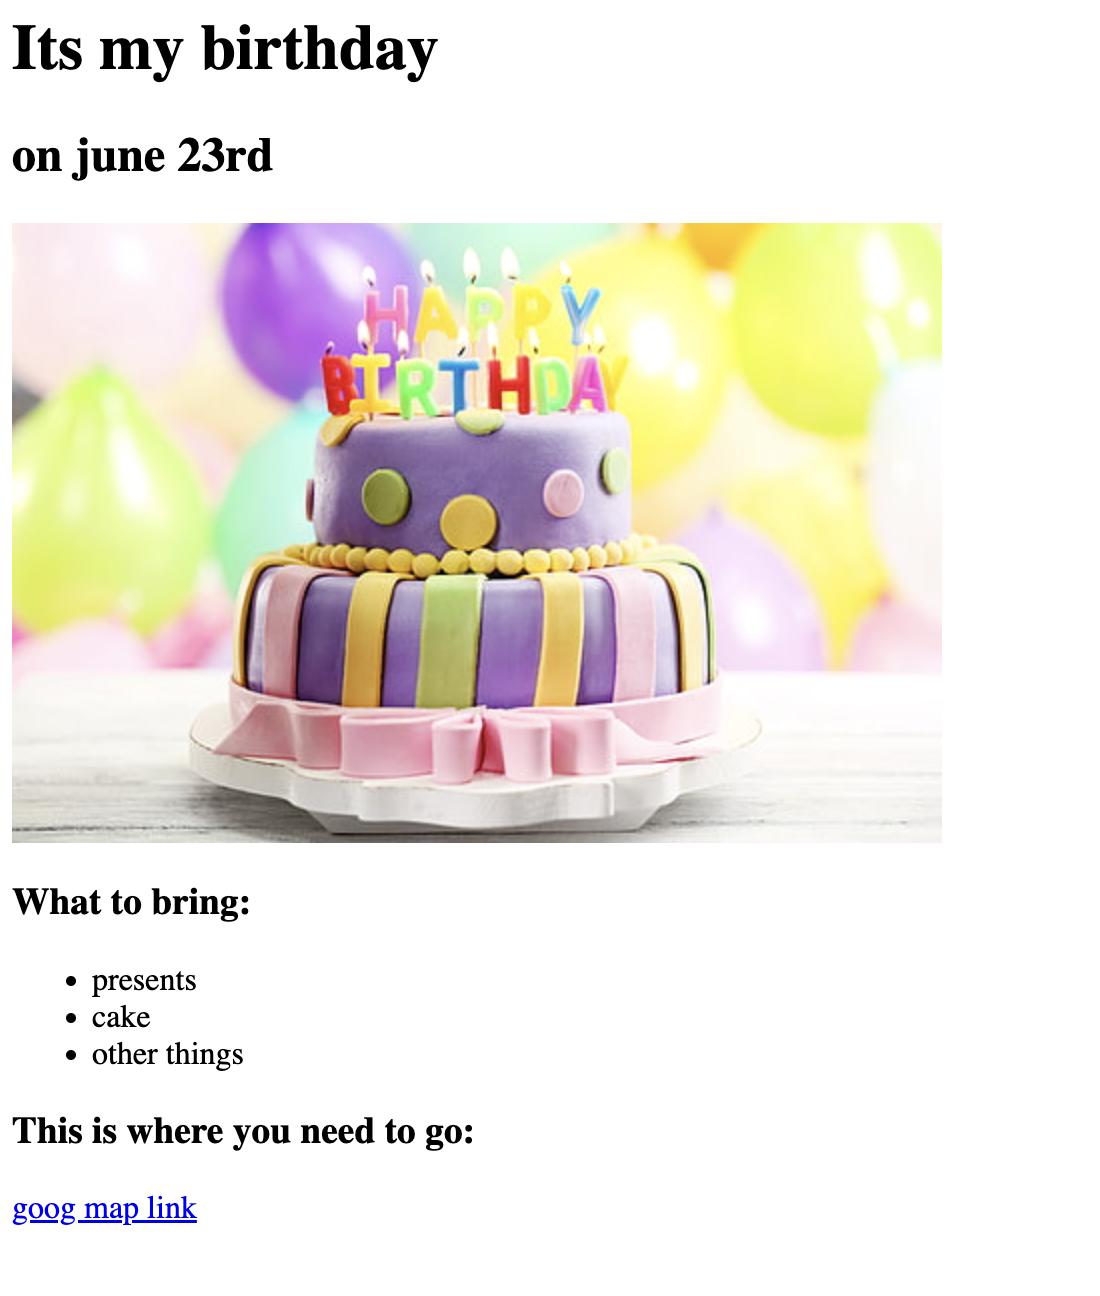 Its my birthday
on june 23rd
HAPPY
BIRTHDAY
What to bring:
presents
cake
other things
This is where you need to go:
goog map link